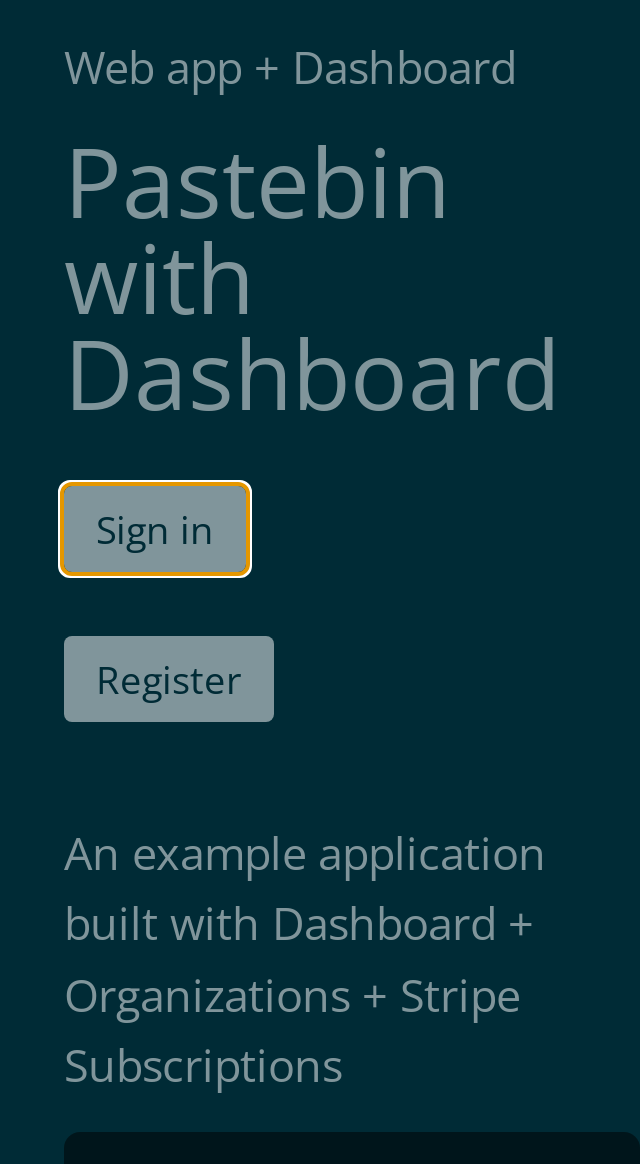 Web app + Dashboard
Pastebin
with
Dashboard
Sign in
Register
An example application
built with Dashboard +
Organizations + Stripe
Subscriptions